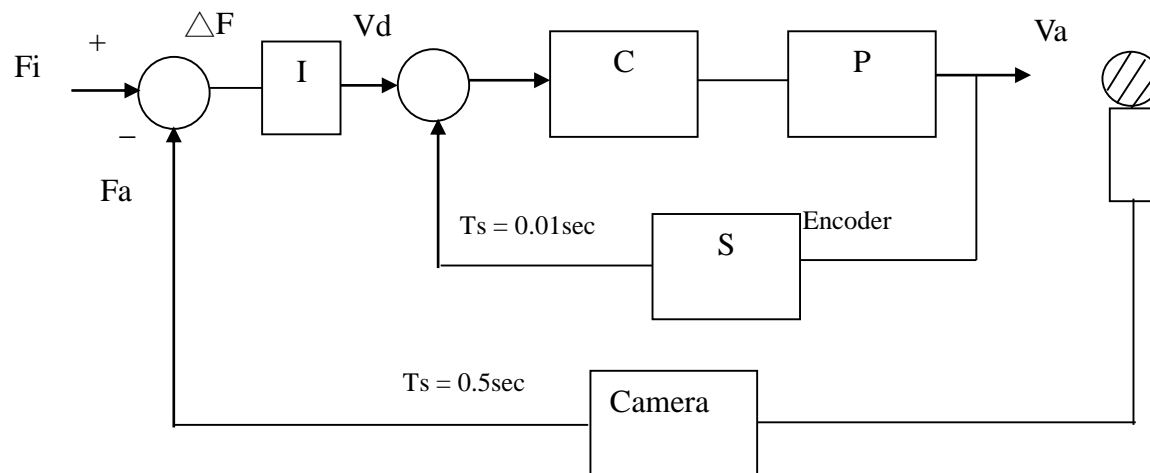 △F
Vd
Va
Fi
+
I
C
P
−
Fa
Ts = 0.01sec
S
Encoder
Ts = 0.5sec
Camera